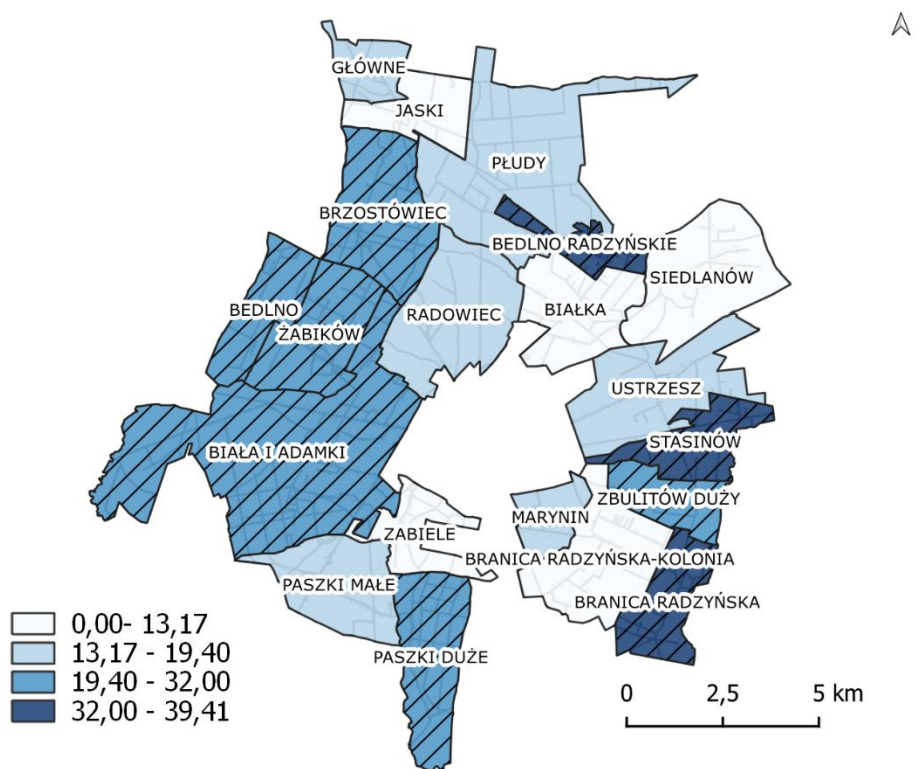 GŁÓWNE
JASKI
PŁUDY
BRZOSTÓWIEC
BEDLNO RADZYŃSKIE
SIEDLANÓW
BEDLNO
ŻABIKÓW
RADOWIEC
BIAŁKA
USTRZESZ
STASINÓW
BIAŁA I ADAMKI
ZBULITÓW DUŻY
MARYNIN
ZABIELE
BRANICA RADZYŃSKA-KOLONIA
PASZKI MAŁE
BRANICA RADZYŃSKA
PASZKI DUŻE
0,00- 13,17
13,17 - 19,40
19,40 - 32,00
32,00 - 39,41
0 2,5 5 km